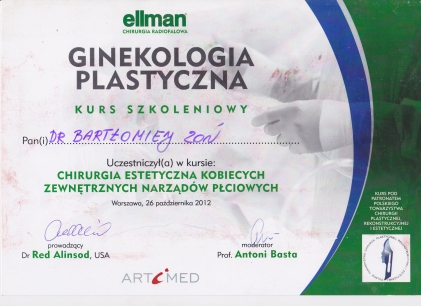 ellman®
CHIRURGIA RADIOFALOWA
GINEKOLOGIA
PLASTYCZNA
KURS SZKOLENIOWY
Pan(i) DR BARTŁOMIEJ ZOŃ
Uczestniczył(a) w kursie:
CHIRURGIA ESTETYCZNA KOBIECYCH
ZEWNĘTRZNYCH NARZĄDÓW PŁCIOWYCH
Warszawa, 26 października 2012
prowadzący
Dr Red Alinsod, USA
moderator
Prof. Antoni Basta
ARTIMED
KURS POD
PATRONATEM
POLSKIEGO
TOWARZYSTWA
CHIRURGII
PLASTYCZNEJ,
REKONSTRUKCYJNEJ
I ESTETYCZNEJ